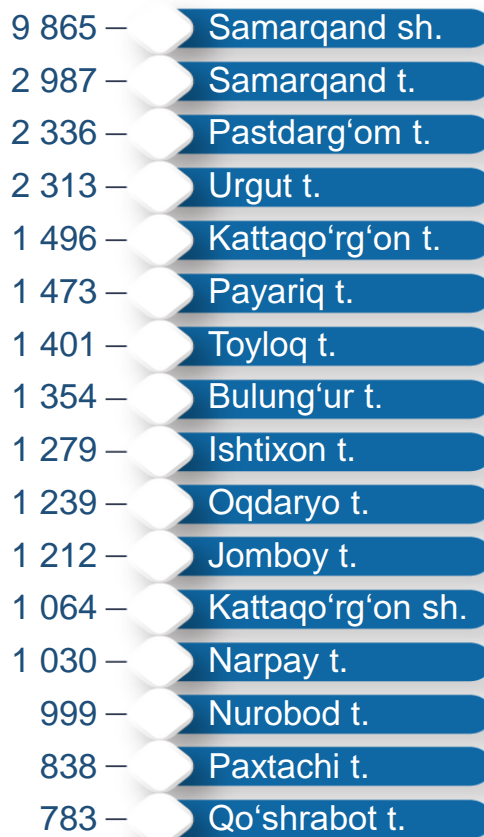 9 865 – Samarqand sh.
2 987 – Samarqand t.
2 336 – Pastdarg‘om t.
2 313 – Urgut t.
1 496 – Kattaqo‘rg‘on t.
1 473 – Payariq t.
1 401 – Toyloq t.
1 354 – Bulung‘ur t.
1 279 – Ishtixon t.
1 239 – Oqdaryo t.
1 212 – Jomboy t.
1 064 – Kattaqo‘rg‘on sh.
1 030 – Narpay t.
999 – Nurobod t.
838 – Paxtachi t.
783 – Qo‘shrabot t.